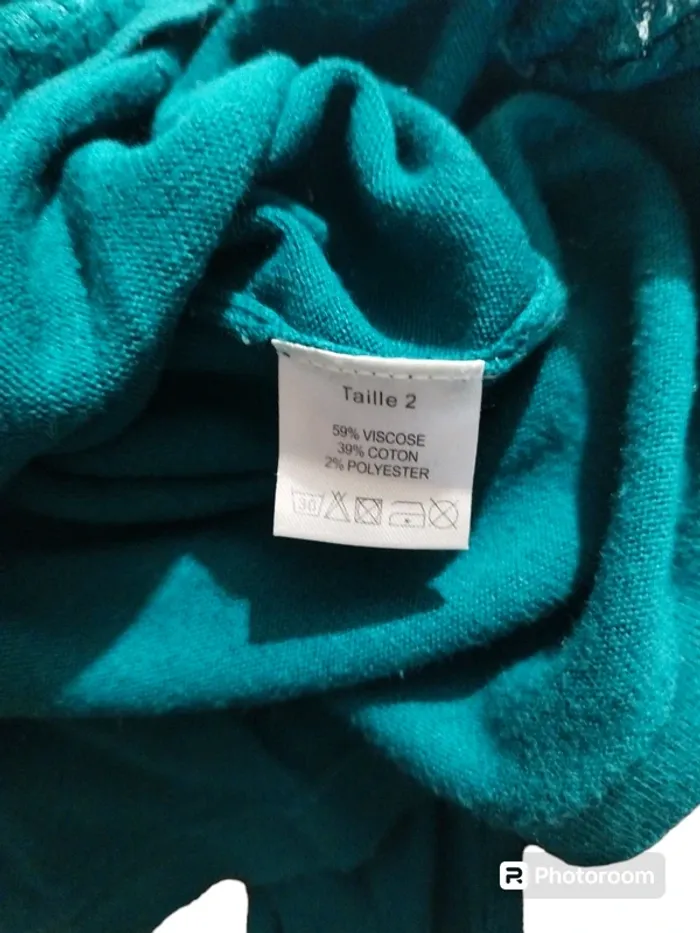 Taille 2
59% VISCOSE
39% COTON
2% POLYESTER
30
Photoroom